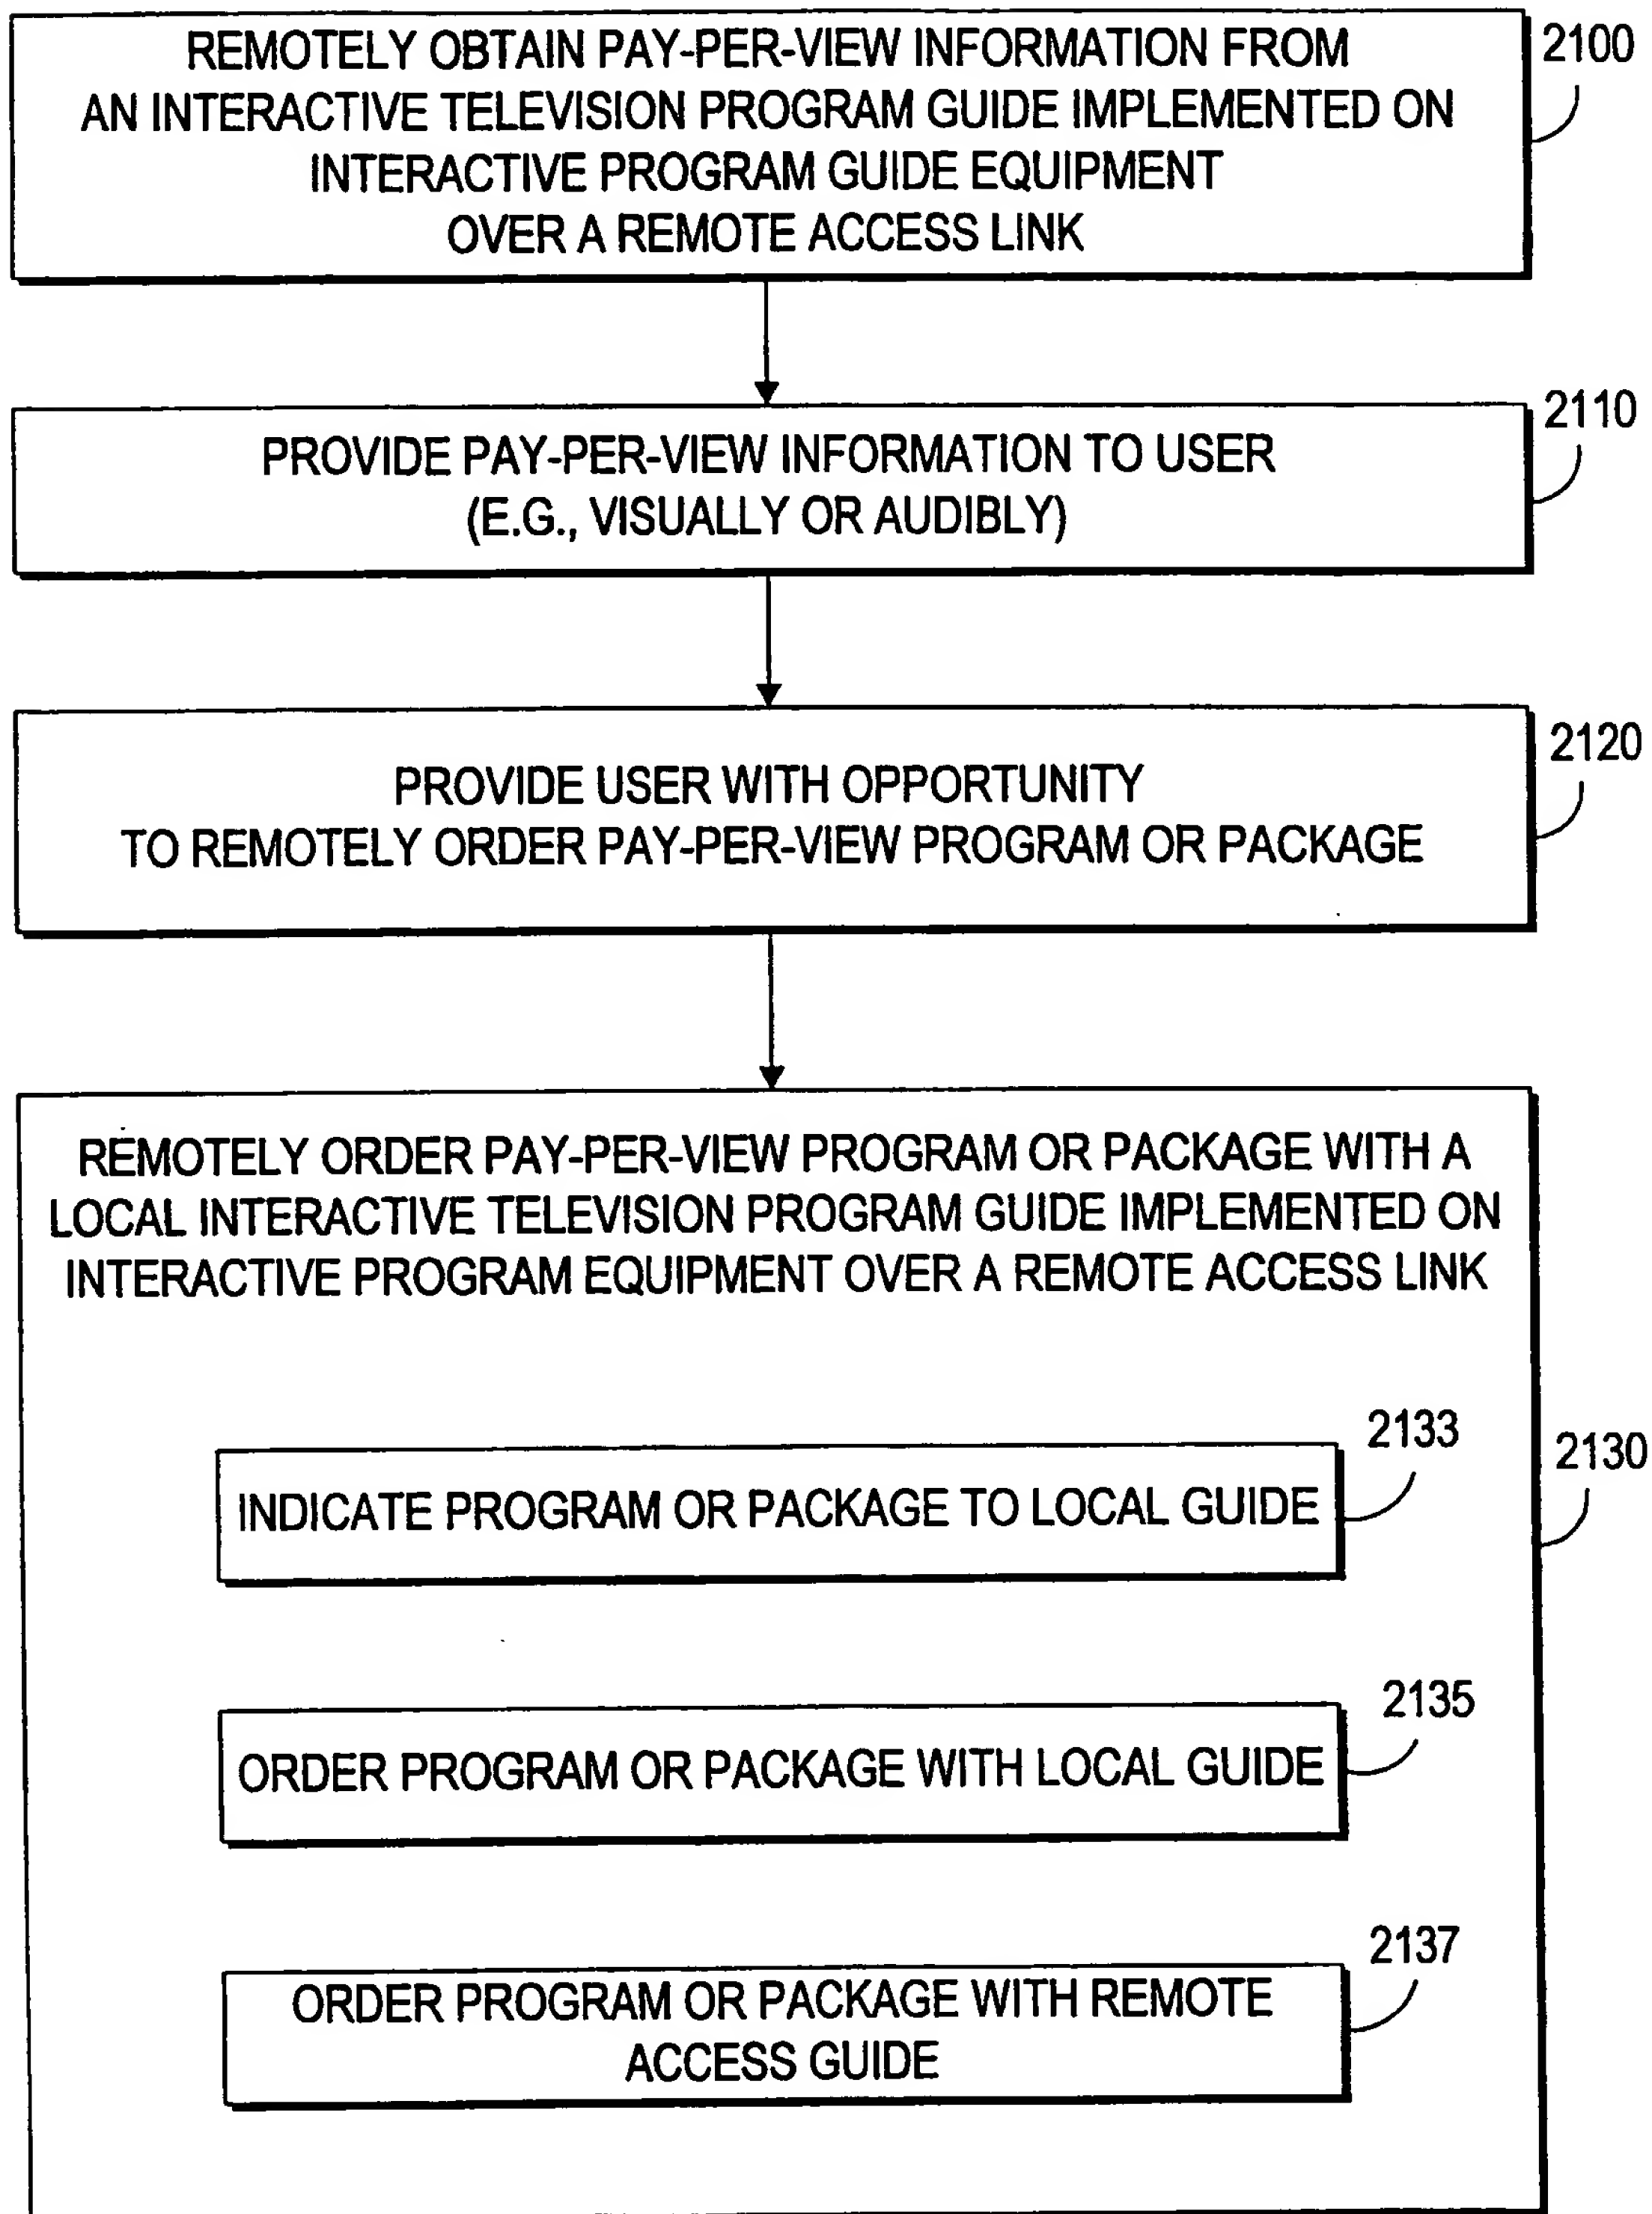 REMOTELY OBTAIN PAY-PER-VIEW INFORMATION FROM
AN INTERACTIVE TELEVISION PROGRAM GUIDE IMPLEMENTED ON
INTERACTIVE PROGRAM GUIDE EQUIPMENT
OVER A REMOTE ACCESS LINK
2100
PROVIDE PAY-PER-VIEW INFORMATION TO USER
(E.G., VISUALLY OR AUDIBLY)
2110
PROVIDE USER WITH OPPORTUNITY
TO REMOTELY ORDER PAY-PER-VIEW PROGRAM OR PACKAGE
2120
REMOTELY ORDER PAY-PER-VIEW PROGRAM OR PACKAGE WITH A
LOCAL INTERACTIVE TELEVISION PROGRAM GUIDE IMPLEMENTED ON
INTERACTIVE PROGRAM EQUIPMENT OVER A REMOTE ACCESS LINK
2130
2133
INDICATE PROGRAM OR PACKAGE TO LOCAL GUIDE
2135
ORDER PROGRAM OR PACKAGE WITH LOCAL GUIDE
2137
ORDER PROGRAM OR PACKAGE WITH REMOTE
ACCESS GUIDE